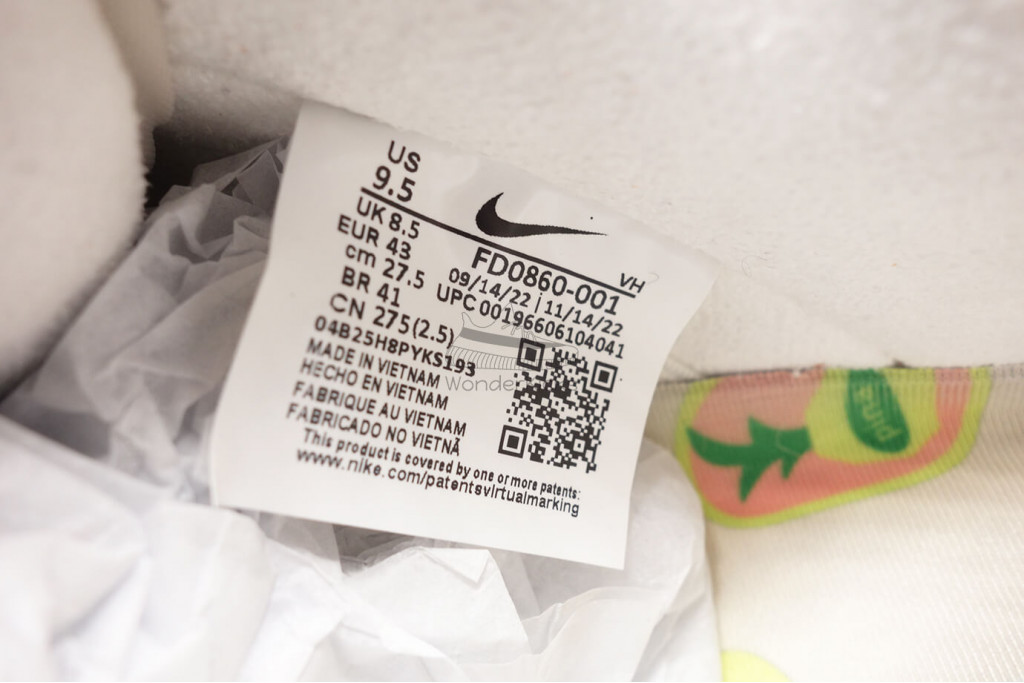 US
9.5
UK 8.5
EUR 43
cm 27.5
BR 41
CN 275(2.5)
04B25H8PYKS193
MADE IN VIETNAM
HECHO EN VIETNAM
FABRIQUE AU VIETNAM
FABRICADO NO VIETNÃ
This product is covered by one or more patents:
www.nike.com/patentsvirtualmarking
VH
FD0860-001
09/14/22 | 11/14/22
UPC 00196606104041